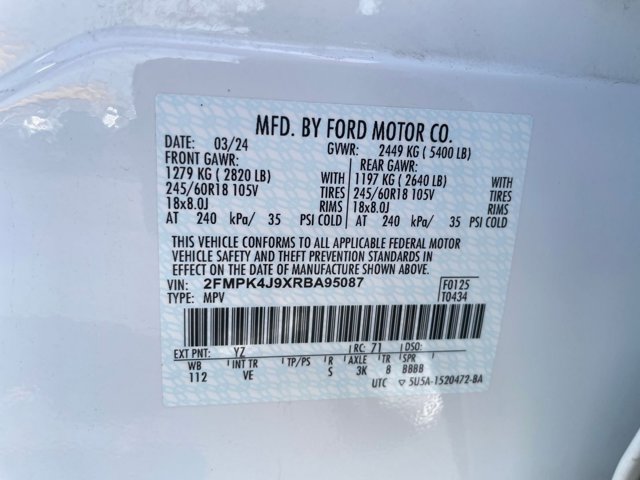 MFD. BY FORD MOTOR CO.
DATE: 03/24 GVWR: 2449 KG ( 5400 LB)
FRONT GAWR: REAR GAWR:
1279 KG ( 2820 LB) WITH 1197 KG ( 2640 LB) WITH
245/60R18 105V TIRES 245/60R18 105V TIRES
18x8.0J RIMS 18x8.0J RIMS
AT 240 kPa/ 35 PSI COLD AT 240 kPa/ 35 PSI COLD
THIS VEHICLE CONFORMS TO ALL APPLICABLE FEDERAL MOTOR
VEHICLE SAFETY AND THEFT PREVENTION STANDARDS IN
EFFECT ON THE DATE OF MANUFACTURE SHOWN ABOVE.
VIN: 2FMPK4J9XRBA95087 F0125
TYPE: MPV T0434
EXT PNT: YZ RC: 71 DSO:
WB INT TR TP/PS R AXLE TR SPR
112 VE S 3K 8 BBBB
UTC ▽ 5U5A-1520472-BA